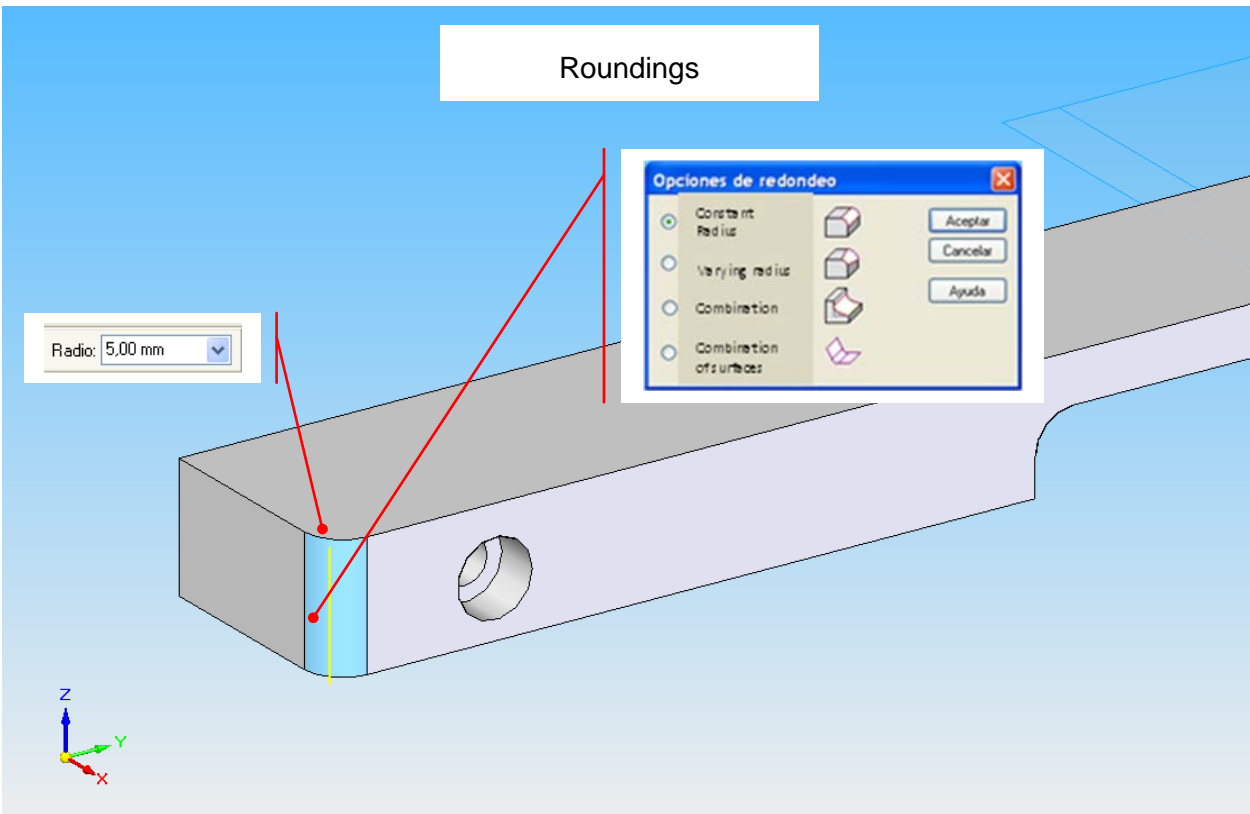 Roundings
Opciones de redondeo
Constant
Radius
Varying radius
Combination
Combination
of surfaces
Aceptar
Cancelar
Ayuda
Radio: 5,00 mm
Z
Y
X